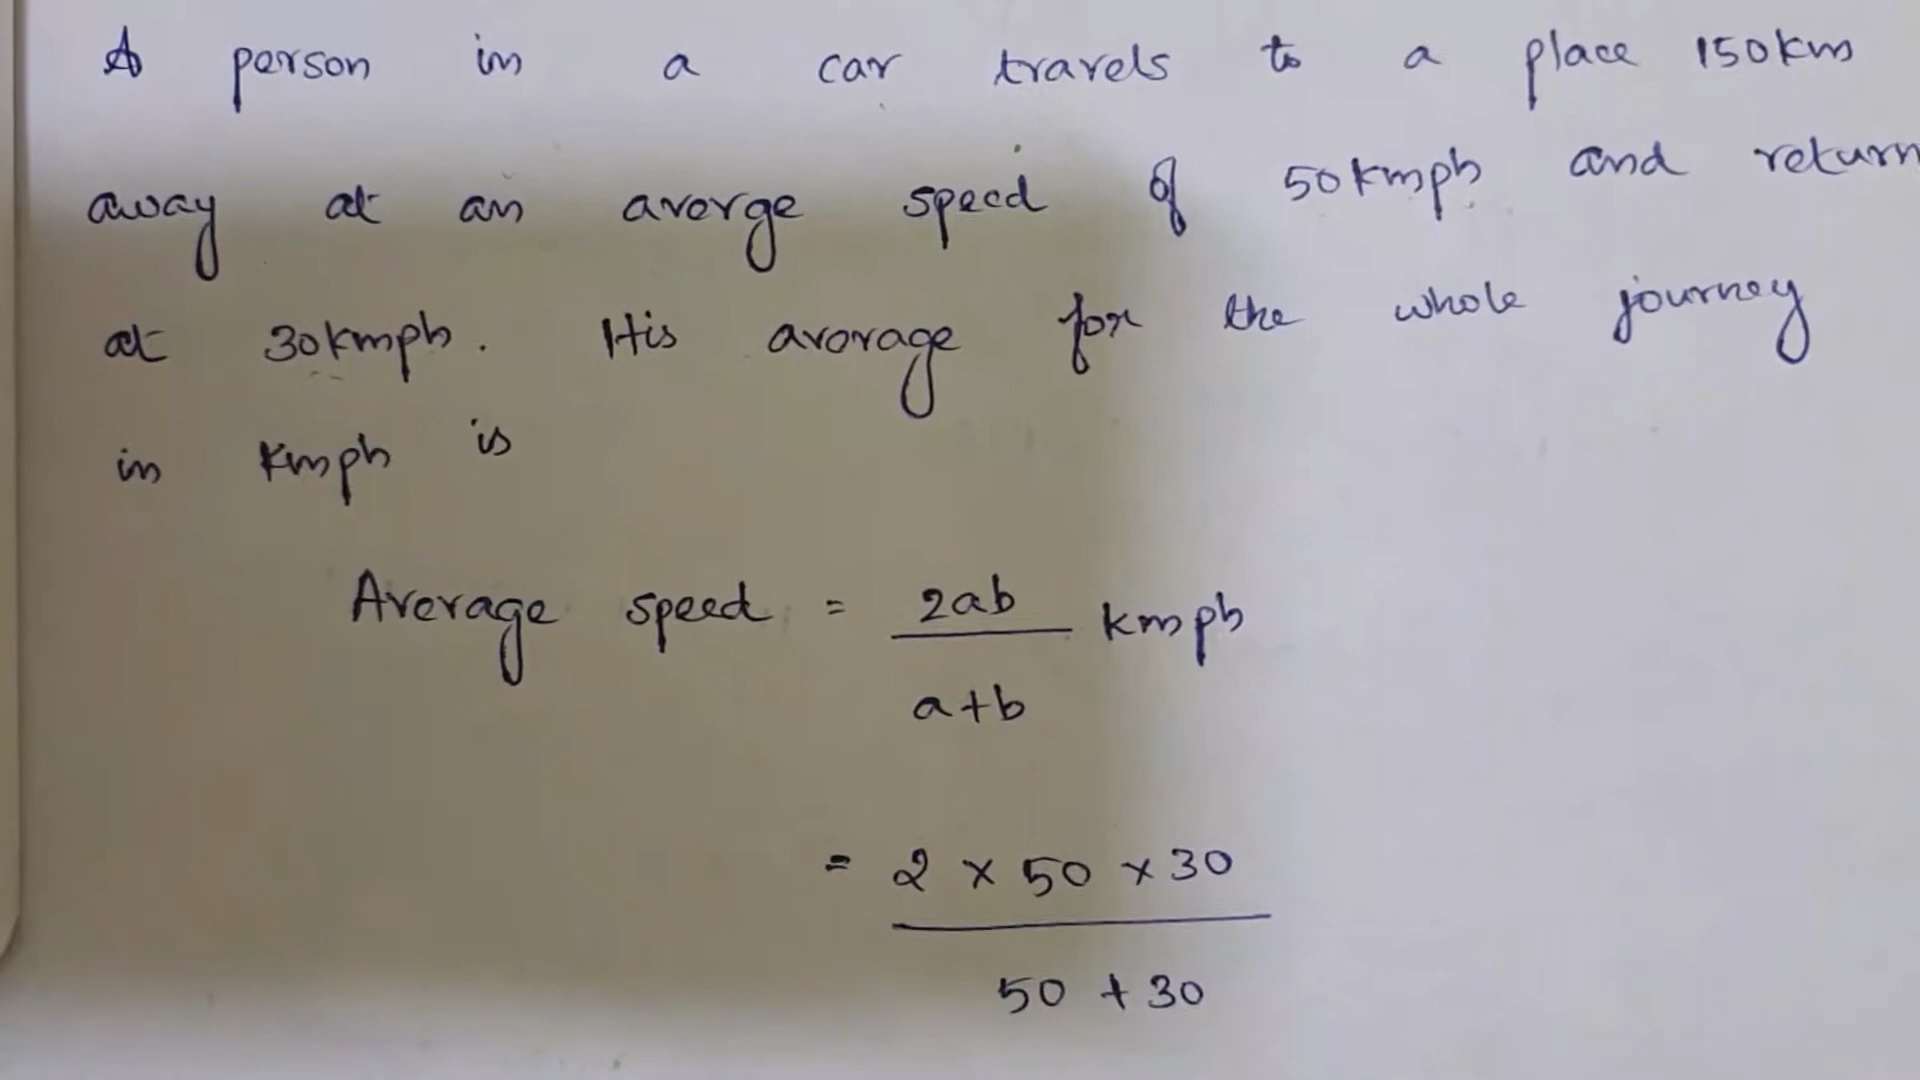 A person in a car travels to a place 150km
away at an averge speed of 50kmph and return
at 30kmph. His average for the whole journey
in kmph is
Average speed = 2ab / a+b kmph
= 2 × 50 × 30 / 50 + 30